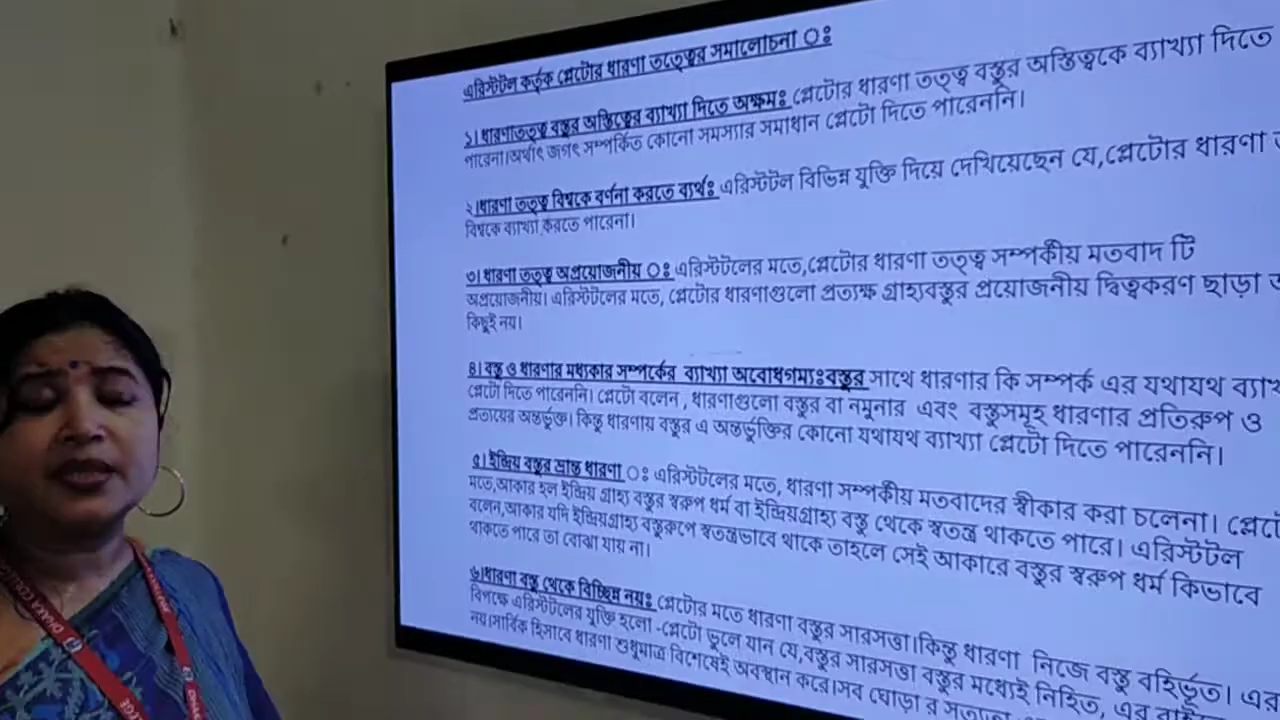 এরিস্টটল কর্তৃক প্লেটোর ধারণা তত্ত্বের সমালোচনা ঃ
১। ধারণাতত্ত্ব বস্তুর অস্তিত্বের ব্যাখ্যা দিতে অক্ষমঃ প্লেটোর ধারণা তত্ত্ব বস্তুর অস্তিত্বকে ব্যাখ্যা দিতে
পারেনা।অর্থাৎ জগৎ সম্পর্কিত কোনো সমস্যার সমাধান প্লেটো দিতে পারেননি।
২।ধারণা তত্ত্ব বিশ্বকে বর্ণনা করতে ব্যর্থঃ এরিস্টটল বিভিন্ন যুক্তি দিয়ে দেখিয়েছেন যে,প্লেটোর ধারণা
বিশ্বকে ব্যাখ্যা করতে পারেনা।
৩। ধারণা তত্ত্ব অপ্রয়োজনীয় ঃ এরিস্টটলের মতে,প্লেটোর ধারণা তত্ত্ব সম্পর্কীয় মতবাদ টি
অপ্রয়োজনীয়। এরিস্টটলের মতে, প্লেটোর ধারণাগুলো প্রত্যক্ষ গ্রাহ্যবস্তুর প্রয়োজনীয় দ্বিত্বকরণ ছাড়া
কিছুই নয়।
৪। বস্তু ও ধারণার মধ্যকার সম্পর্কের ব্যাখ্যা অবোধগম্যঃবস্তুর সাথে ধারণার কি সম্পর্ক এর যথাযথ
প্লেটো দিতে পারেননি। প্লেটো বলেন , ধারণাগুলো বস্তুর বা নমুনার এবং বস্তুসমূহ ধারণার প্রতিরুপ ও
প্রত্যয়ের অন্তর্ভুক্ত। কিন্তু ধারণায় বস্তুর এ অন্তর্ভুক্তির কোনো যথাযথ ব্যাখ্যা প্লেটো দিতে পারেননি।
৫। ইন্দ্রিয় বস্তুর ভ্রান্ত ধারণা ঃ এরিস্টটলের মতে, ধারণা সম্পর্কীয় মতবাদের স্বীকার করা চলেনা।
মতে,আকার হল ইন্দ্রিয় গ্রাহ্য বস্তুর স্বরুপ ধর্ম বা ইন্দ্রিয়গ্রাহ্য বস্তু থেকে স্বতন্ত্র থাকতে পারে। এরিস্টটল
বলেন,আকার যদি ইন্দ্রিয়গ্রাহ্য বস্তুরুপে স্বতন্ত্রভাবে থাকে তাহলে সেই আকারে বস্তুর স্বরুপ ধর্ম কিভাবে
থাকতে পারে তা বোঝা যায় না।
৬।ধারণা বস্তু থেকে বিচ্ছিন্ন নয়ঃ প্লেটোর মতে ধারণা বস্তুর সারসত্তা।কিন্তু ধারণা নিজে বস্তু বহির্ভূত। এর
বিপক্ষে এরিস্টটলের যুক্তি হলো -প্লেটো ভুলে যান যে,বস্তুর সারসত্তা বস্তুর মধ্যেই নিহিত, এর
নয়।সার্বিক হিসাবে ধারণা শুধুমাত্র বিশেষেই অবস্থান করে।সব ঘোড়া র